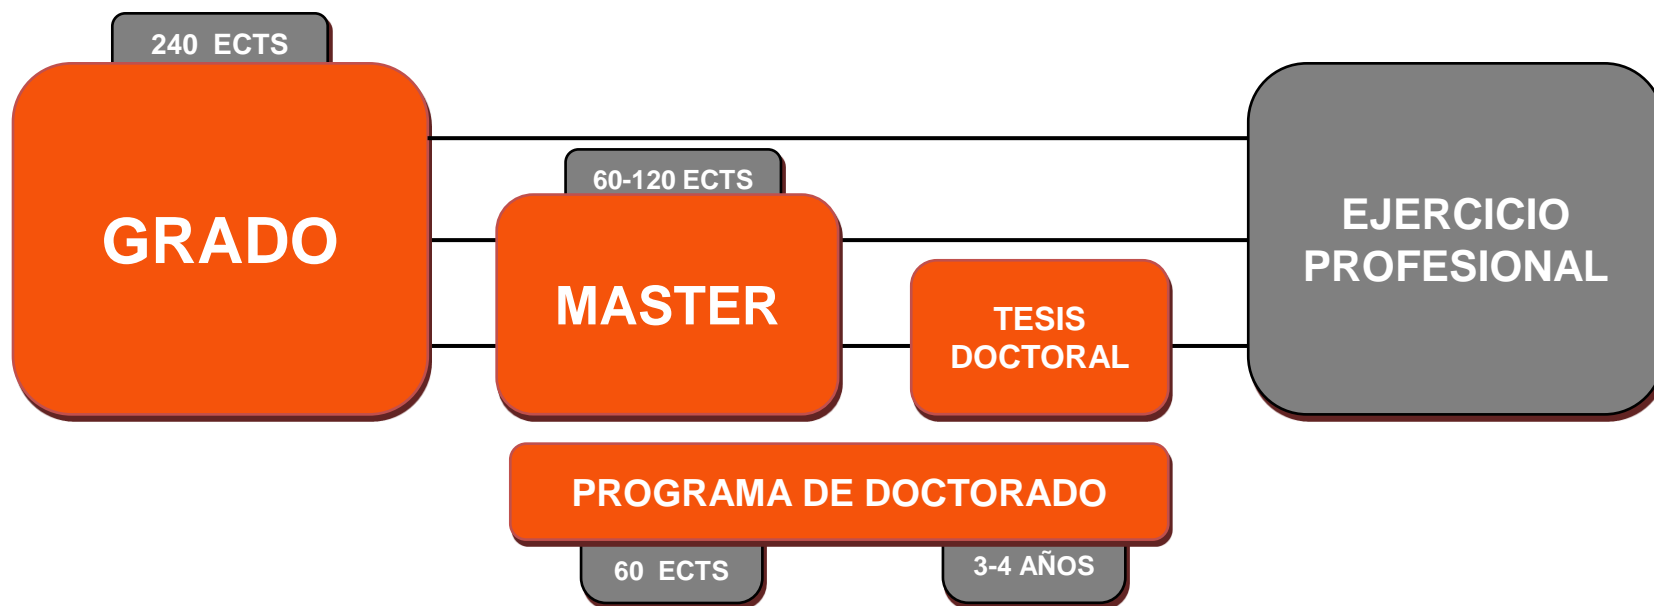 240 ECTS
GRADO
60-120 ECTS
MASTER
TESIS
DOCTORAL
EJERCICIO
PROFESIONAL
PROGRAMA DE DOCTORADO
60 ECTS
3-4 AÑOS